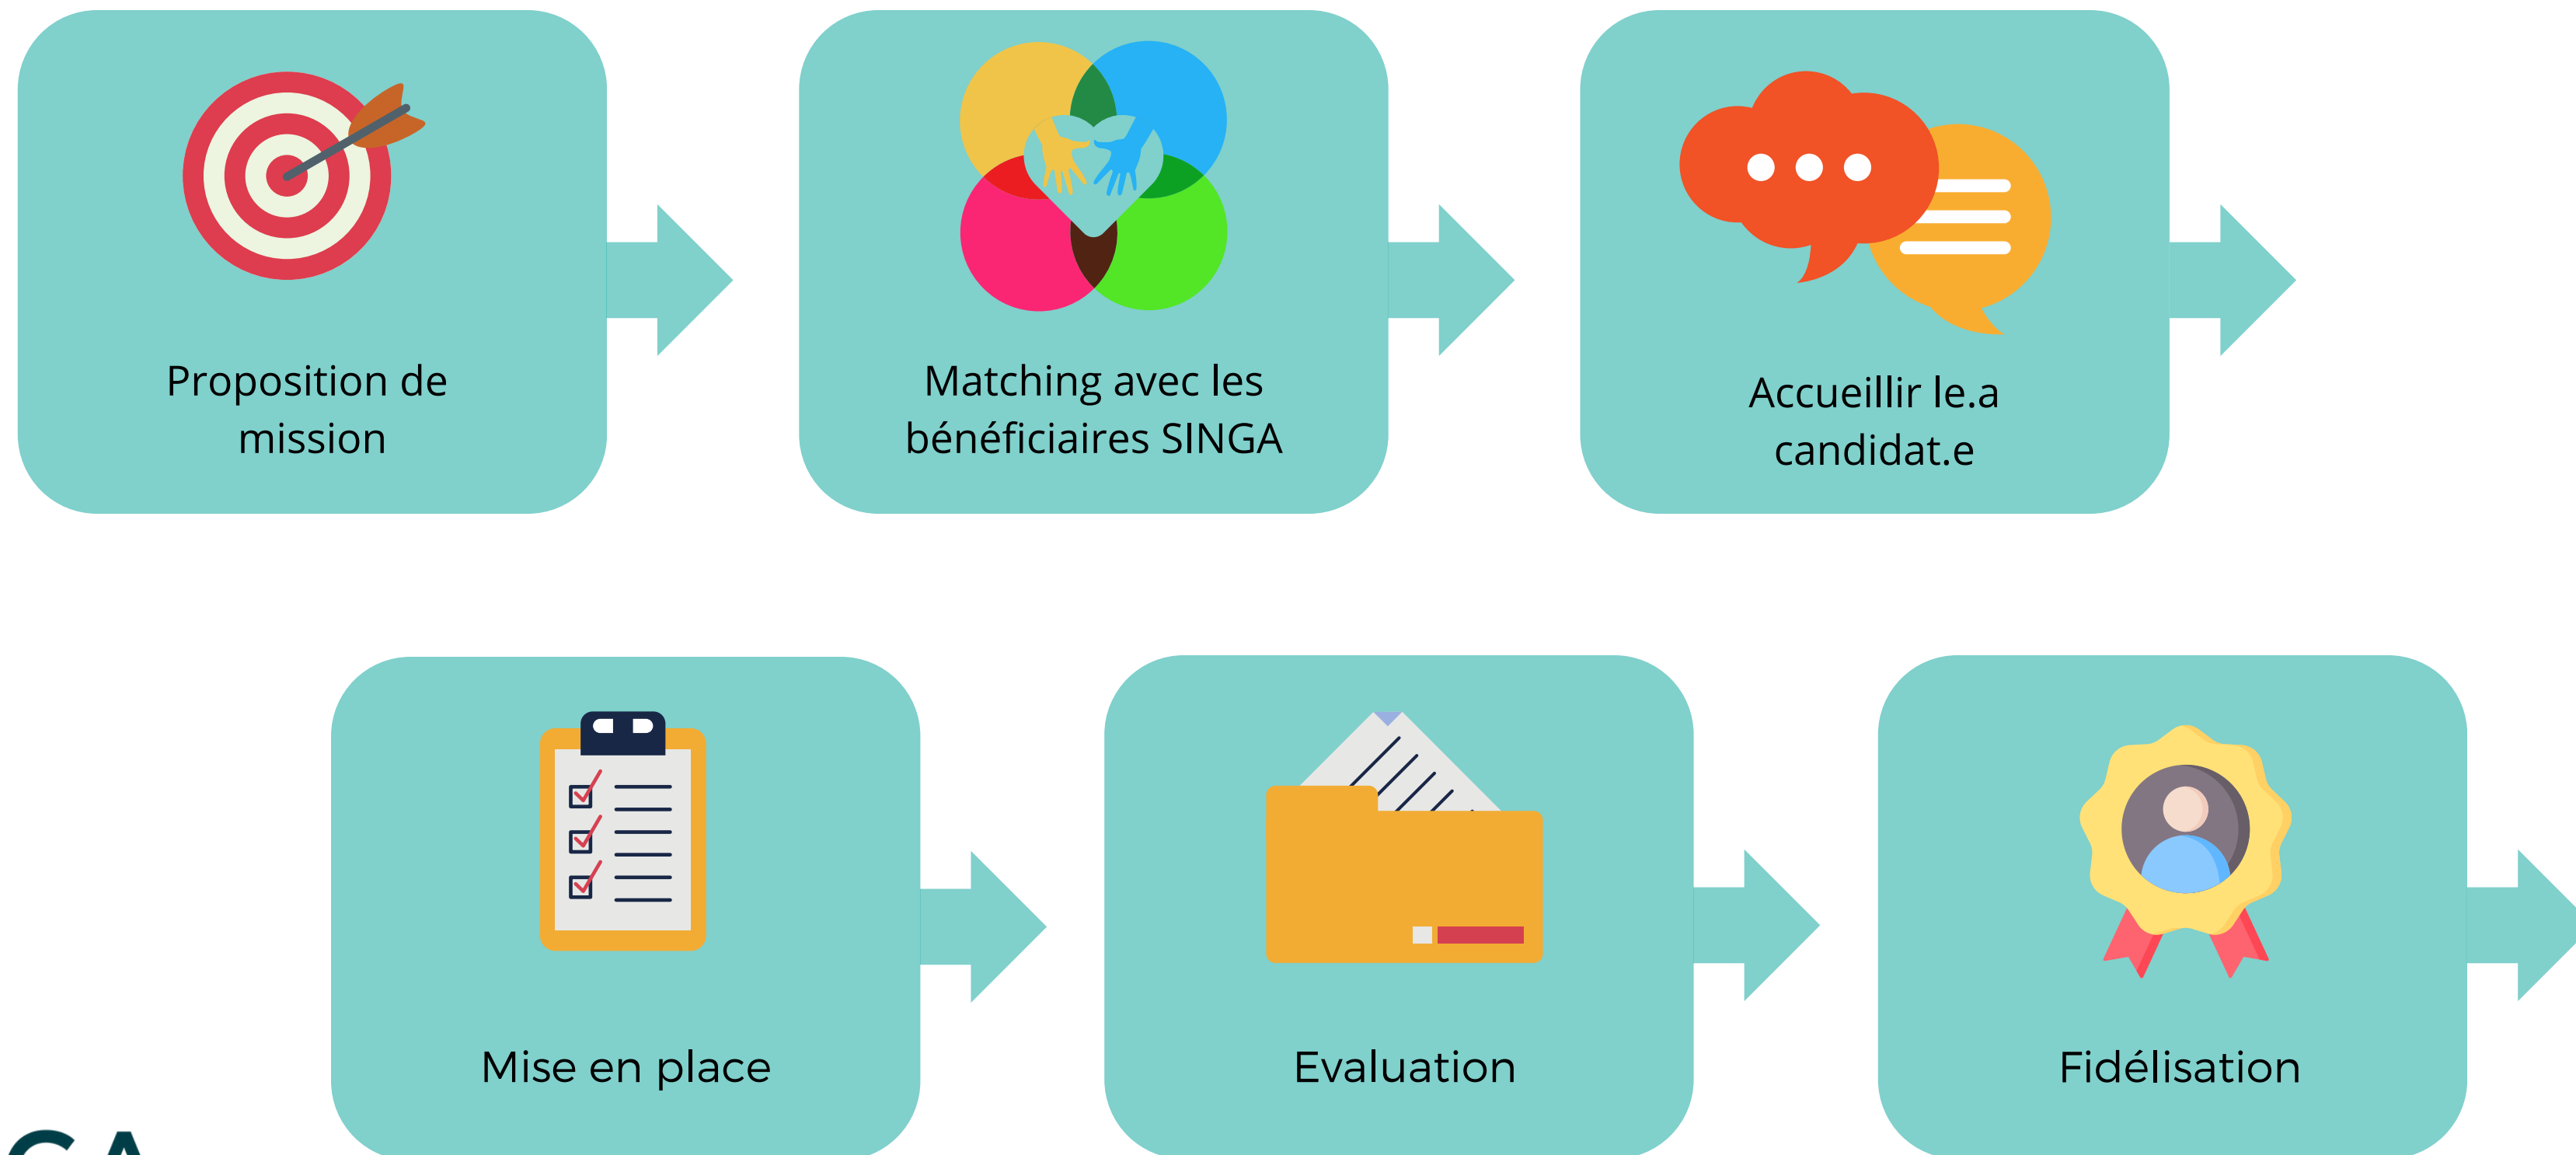 Proposition de
mission
Matching avec les
bénéficiaires SINGA
Accueillir le.a
candidat.e
Mise en place
Evaluation
Fidélisation